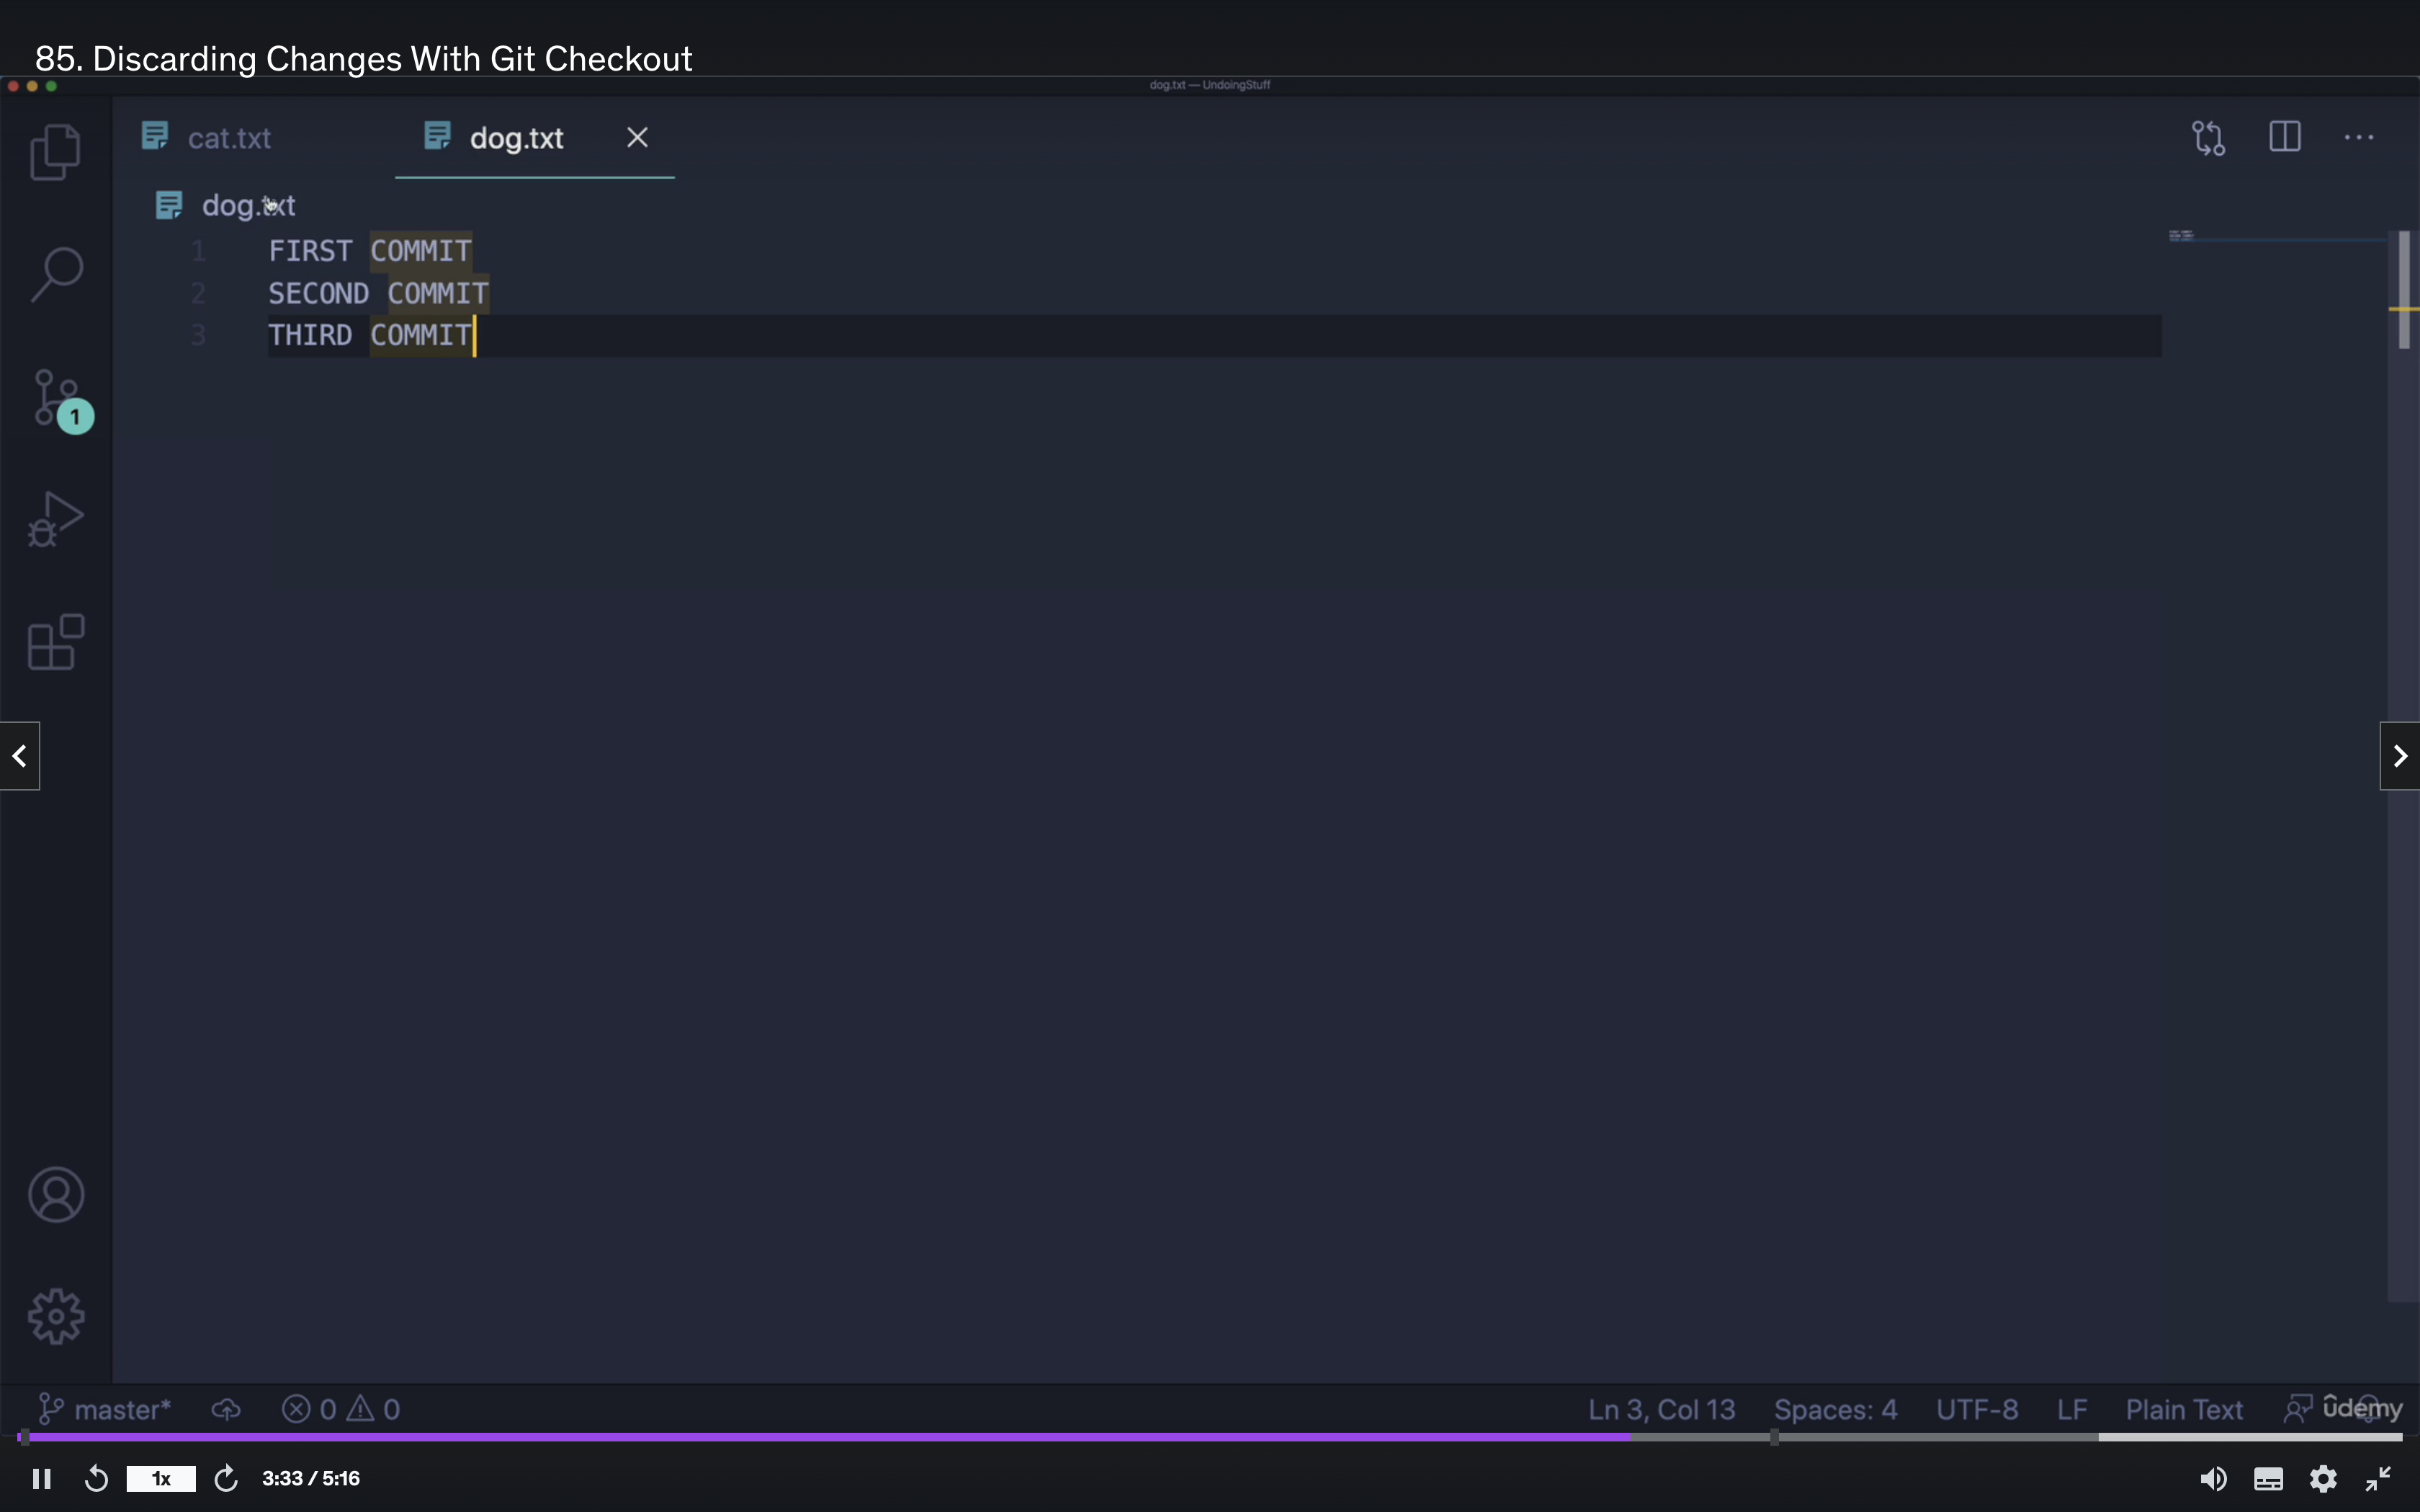 85. Discarding Changes With Git Checkout
dog.txt — UndoingStuff
cat.txt
dog.txt
dog.txt
1 FIRST COMMIT
2 SECOND COMMIT
3 THIRD COMMIT
1
master* 0 0 Ln 3, Col 13 Spaces: 4 UTF-8 LF Plain Text ûdemy
1x 3:33 / 5:16